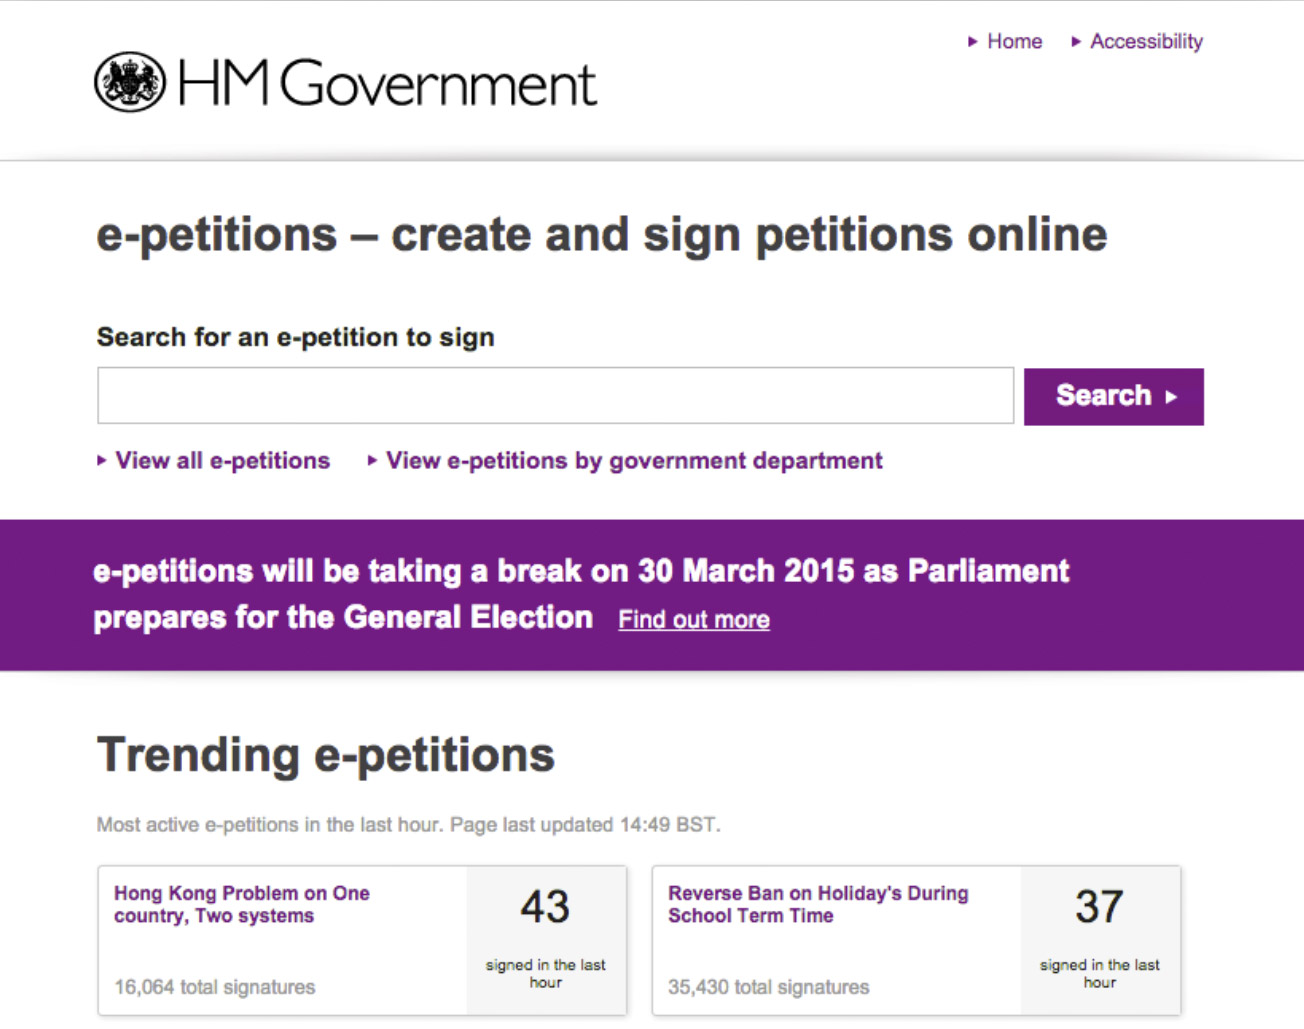 Home Accessibility
HM Government
e-petitions – create and sign petitions online
Search for an e-petition to sign
Search
View all e-petitions View e-petitions by government department
e-petitions will be taking a break on 30 March 2015 as Parliament
prepares for the General Election Find out more
Trending e-petitions
Most active e-petitions in the last hour. Page last updated 14:49 BST.
Hong Kong Problem on One
country, Two systems
16,064 total signatures
43
signed in the last
hour
Reverse Ban on Holiday's During
School Term Time
35,430 total signatures
37
signed in the last
hour